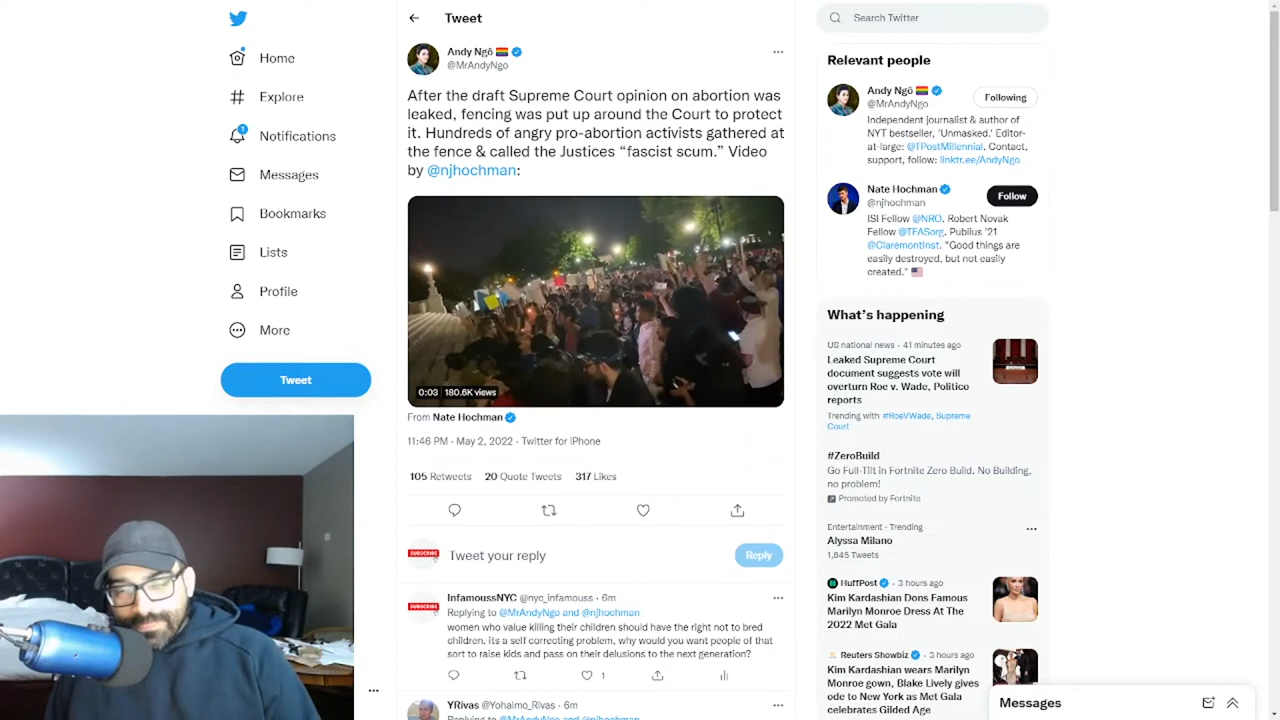 Home
Explore
1
Notifications
Messages
Bookmarks
Lists
Profile
More
Tweet
Tweet
Andy Ngô
@MrAndyNgo
After the draft Supreme Court opinion on abortion was
leaked, fencing was put up around the Court to protect
it. Hundreds of angry pro-abortion activists gathered at
the fence & called the Justices “fascist scum.” Video
by @njhochman:
0:03 180.6K views
From Nate Hochman
11:46 PM · May 2, 2022 · Twitter for iPhone
105 Retweets 20 Quote Tweets 317 Likes
SUBSCRIBE
Tweet your reply
Reply
SUBSCRIBE
InfamoussNYC @nyc_infamouss · 6m
Replying to @MrAndyNgo and @njhochman
women who value killing their children should have the right not to bred
children. its a self correcting problem, why would you want people of that
sort to raise kids and pass on their delusions to the next generation?
1
YRivas @Yohalmo_Rivas · 6m
Replying to @MrAndyNgo and @njhochman
Search Twitter
Relevant people
Andy Ngô
@MrAndyNgo
Following
Independent journalist & author of
NYT bestseller, 'Unmasked.' Editor-
at-large: @TPostMillennial. Contact,
support, follow: linktr.ee/AndyNgo
Nate Hochman
@njhochman
Follow
ISI Fellow @NRO. Robert Novak
Fellow @TFASorg. Publius '21
@ClaremontInst. "Good things are
easily destroyed, but not easily
created."
What’s happening
US national news · 41 minutes ago
Leaked Supreme Court
document suggests vote will
overturn Roe v. Wade, Politico
reports
Trending with #RoeVWade, Supreme
Court
#ZeroBuild
Go Full-Tilt in Fortnite Zero Build. No Building,
no problem!
Promoted by Fortnite
Entertainment · Trending
Alyssa Milano
1,845 Tweets
HuffPost · 3 hours ago
Kim Kardashian Dons Famous
Marilyn Monroe Dress At The
2022 Met Gala
Reuters Showbiz · 3 hours ago
Kim Kardashian wears Marilyn
Monroe gown, Blake Lively gives
ode to New York as Met Gala
celebrates Gilded Age
Messages